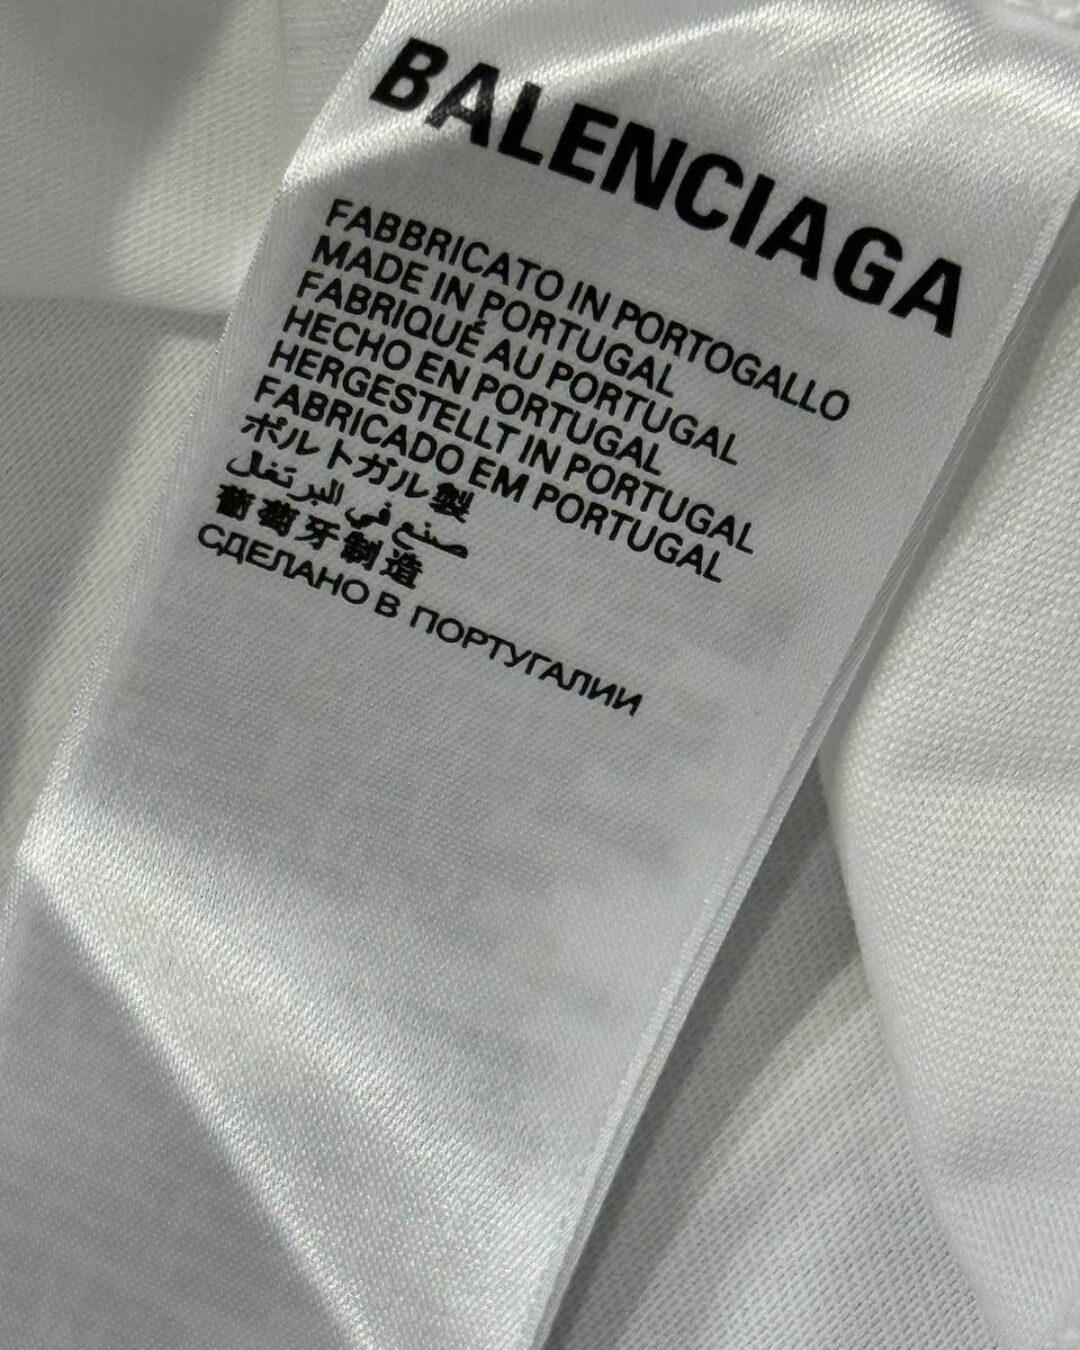 BALENCIAGA
FABBRICATO IN PORTOGALLO
MADE IN PORTUGAL
FABRIQUÉ AU PORTUGAL
HECHO EN PORTUGAL
HERGESTELLT IN PORTUGAL
FABRICADO EM PORTUGAL
ポルトガル製
صنع في البرتغال
葡萄牙制造
СДЕЛАНО В ПОРТУГАЛИИ